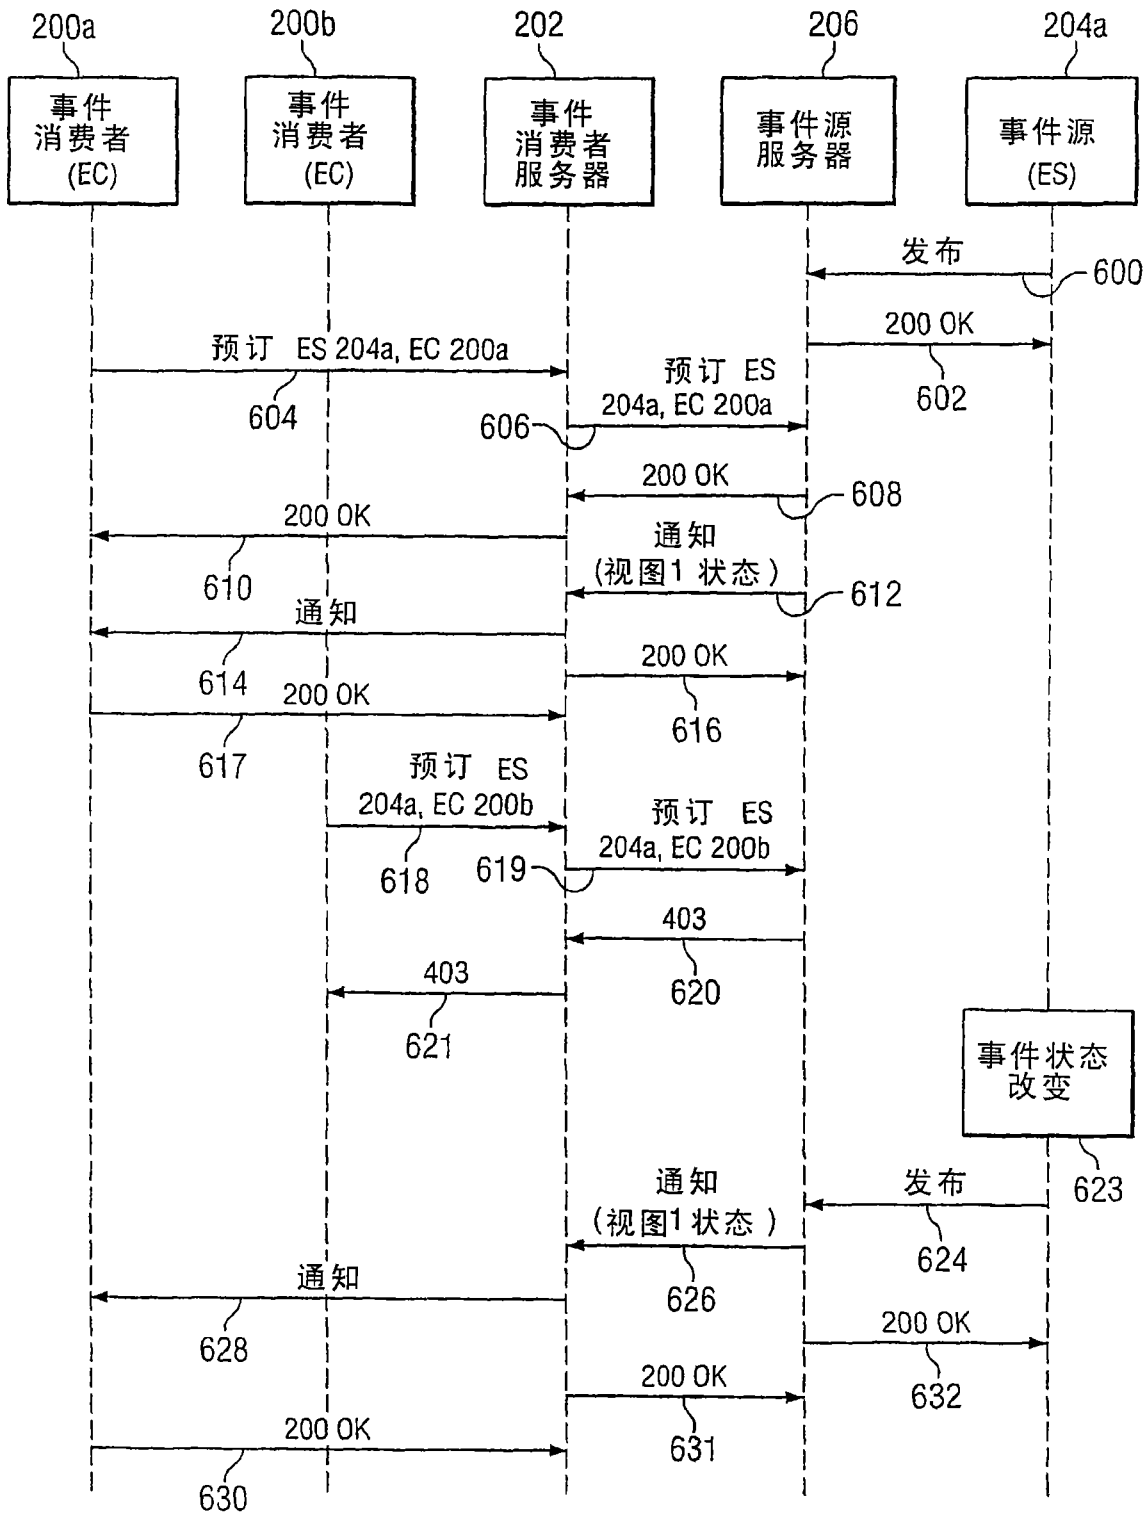 200a
200b
202
206
204a
事件
消费者
(EC)
事件
消费者
(EC)
事件
消费者
服务器
事件源
服务器
事件源
(ES)
发布
600
200 OK
602
预订 ES 204a, EC 200a
604
预订 ES
204a, EC 200a
606
200 OK
608
200 OK
610
通知
(视图1 状态)
612
通知
614
200 OK
616
200 OK
617
预订 ES
204a, EC 200b
618
预订 ES
204a, EC 200b
619
403
620
403
621
事件状态
改变
623
发布
624
通知
(视图1 状态)
626
通知
628
200 OK
632
200 OK
631
200 OK
630